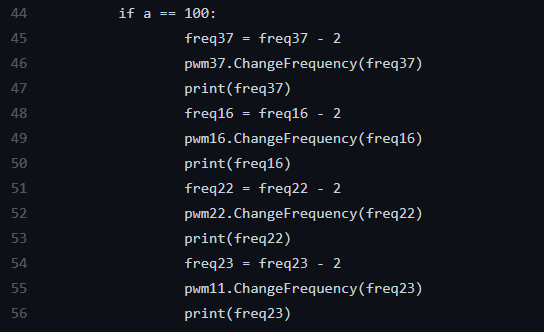 44 if a == 100:
45 freq37 = freq37 - 2
46 pwm37.ChangeFrequency(freq37)
47 print(freq37)
48 freq16 = freq16 - 2
49 pwm16.ChangeFrequency(freq16)
50 print(freq16)
51 freq22 = freq22 - 2
52 pwm22.ChangeFrequency(freq22)
53 print(freq22)
54 freq23 = freq23 - 2
55 pwm11.ChangeFrequency(freq23)
56 print(freq23)